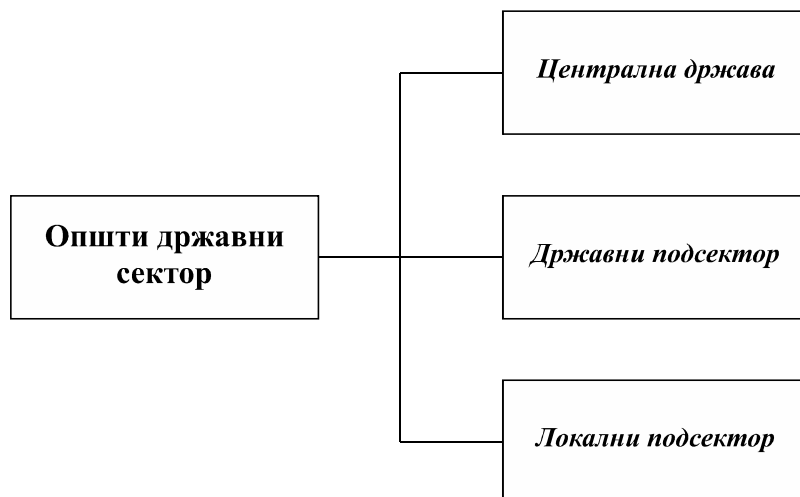 Централна држава
Општи државни
сектор
Државни подсектор
Локални подсектор